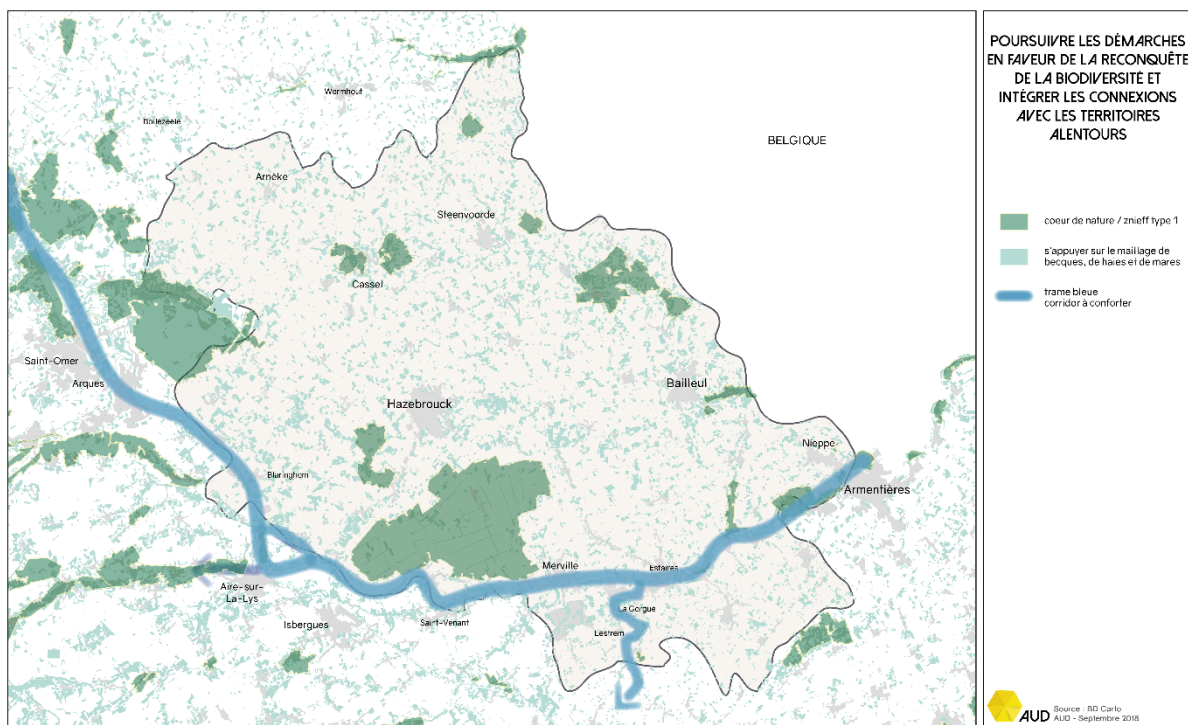 POURSUIVRE LES DÉMARCHES
EN FAVEUR DE LA RECONQUÊTE
DE LA BIODIVERSITÉ ET
INTÉGRER LES CONNEXIONS
AVEC LES TERRITOIRES
ALENTOURS
coeur de nature / znieff type 1
s'appuyer sur le maillage de
becques, de haies et de mares
trame bleue
corridor à conforter
Wormhout
Bollezeele
BELGIQUE
Arnèke
Steenvoorde
Cassel
Saint-Omer
Arques
Bailleul
Hazebrouck
Nieppe
Blaringhem
Armentières
Merville
Estaires
Aire-sur-
La-Lys
La Gorgue
Isbergues
Saint-Venant
Lestrem
AUD
Source : BD Carto
AUD - Septembre 2018